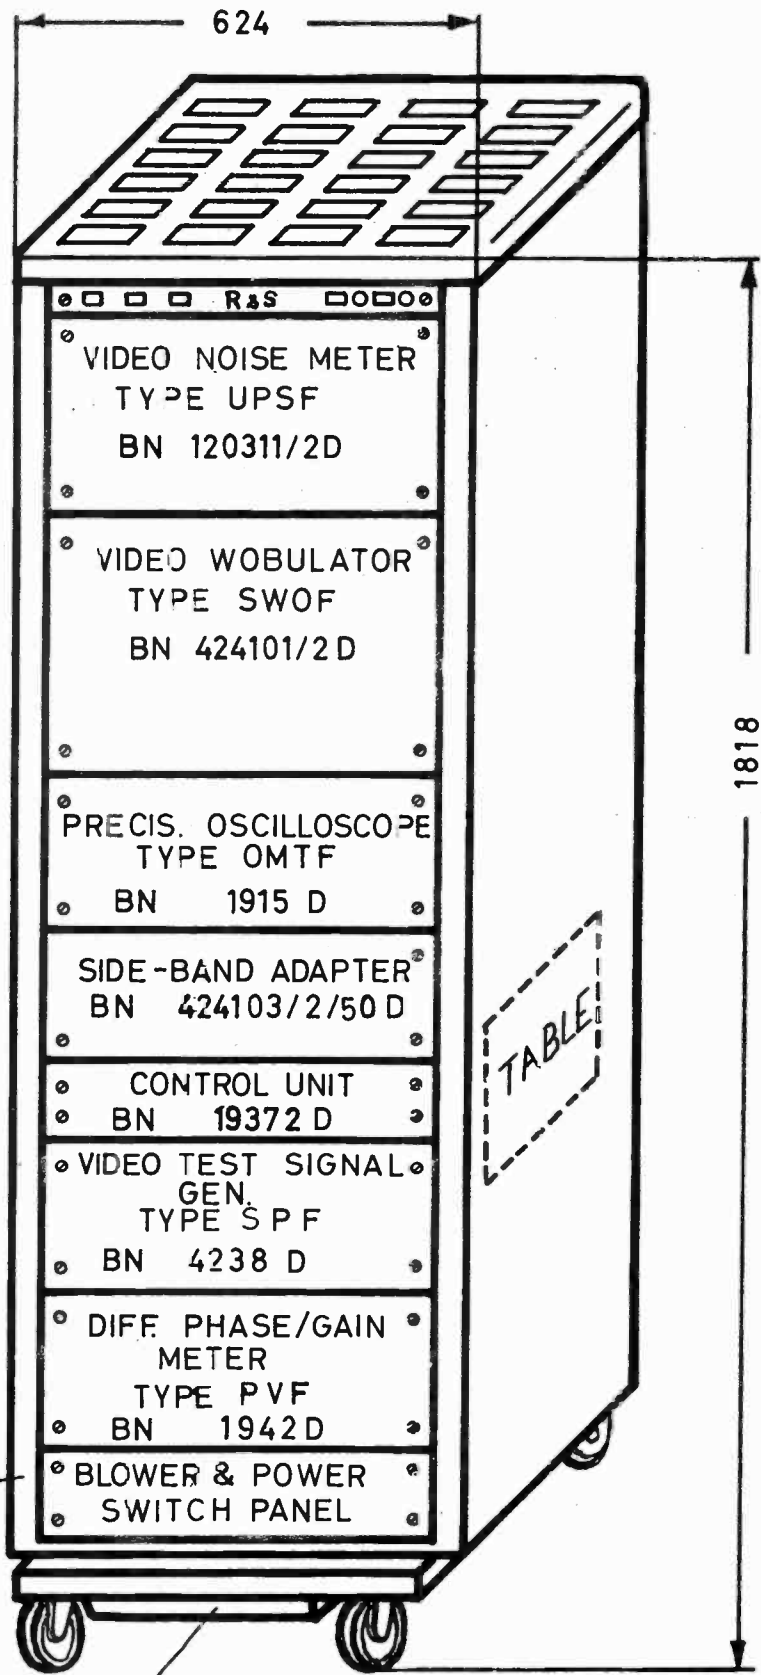 624
R&S
VIDEO NOISE METER
TYPE UPSF
BN 120311/2D
VIDEO WOBULATOR
TYPE SWOF
BN 424101/2D
1818
PRECIS. OSCILLOSCOPE
TYPE OMTF
BN 1915 D
SIDE-BAND ADAPTER
BN 424103/2/50 D
TABLE
CONTROL UNIT
BN 19372 D
VIDEO TEST SIGNAL
GEN.
TYPE SPF
BN 4238 D
DIFF. PHASE/GAIN
METER
TYPE PVF
BN 1942 D
BLOWER & POWER
SWITCH PANEL